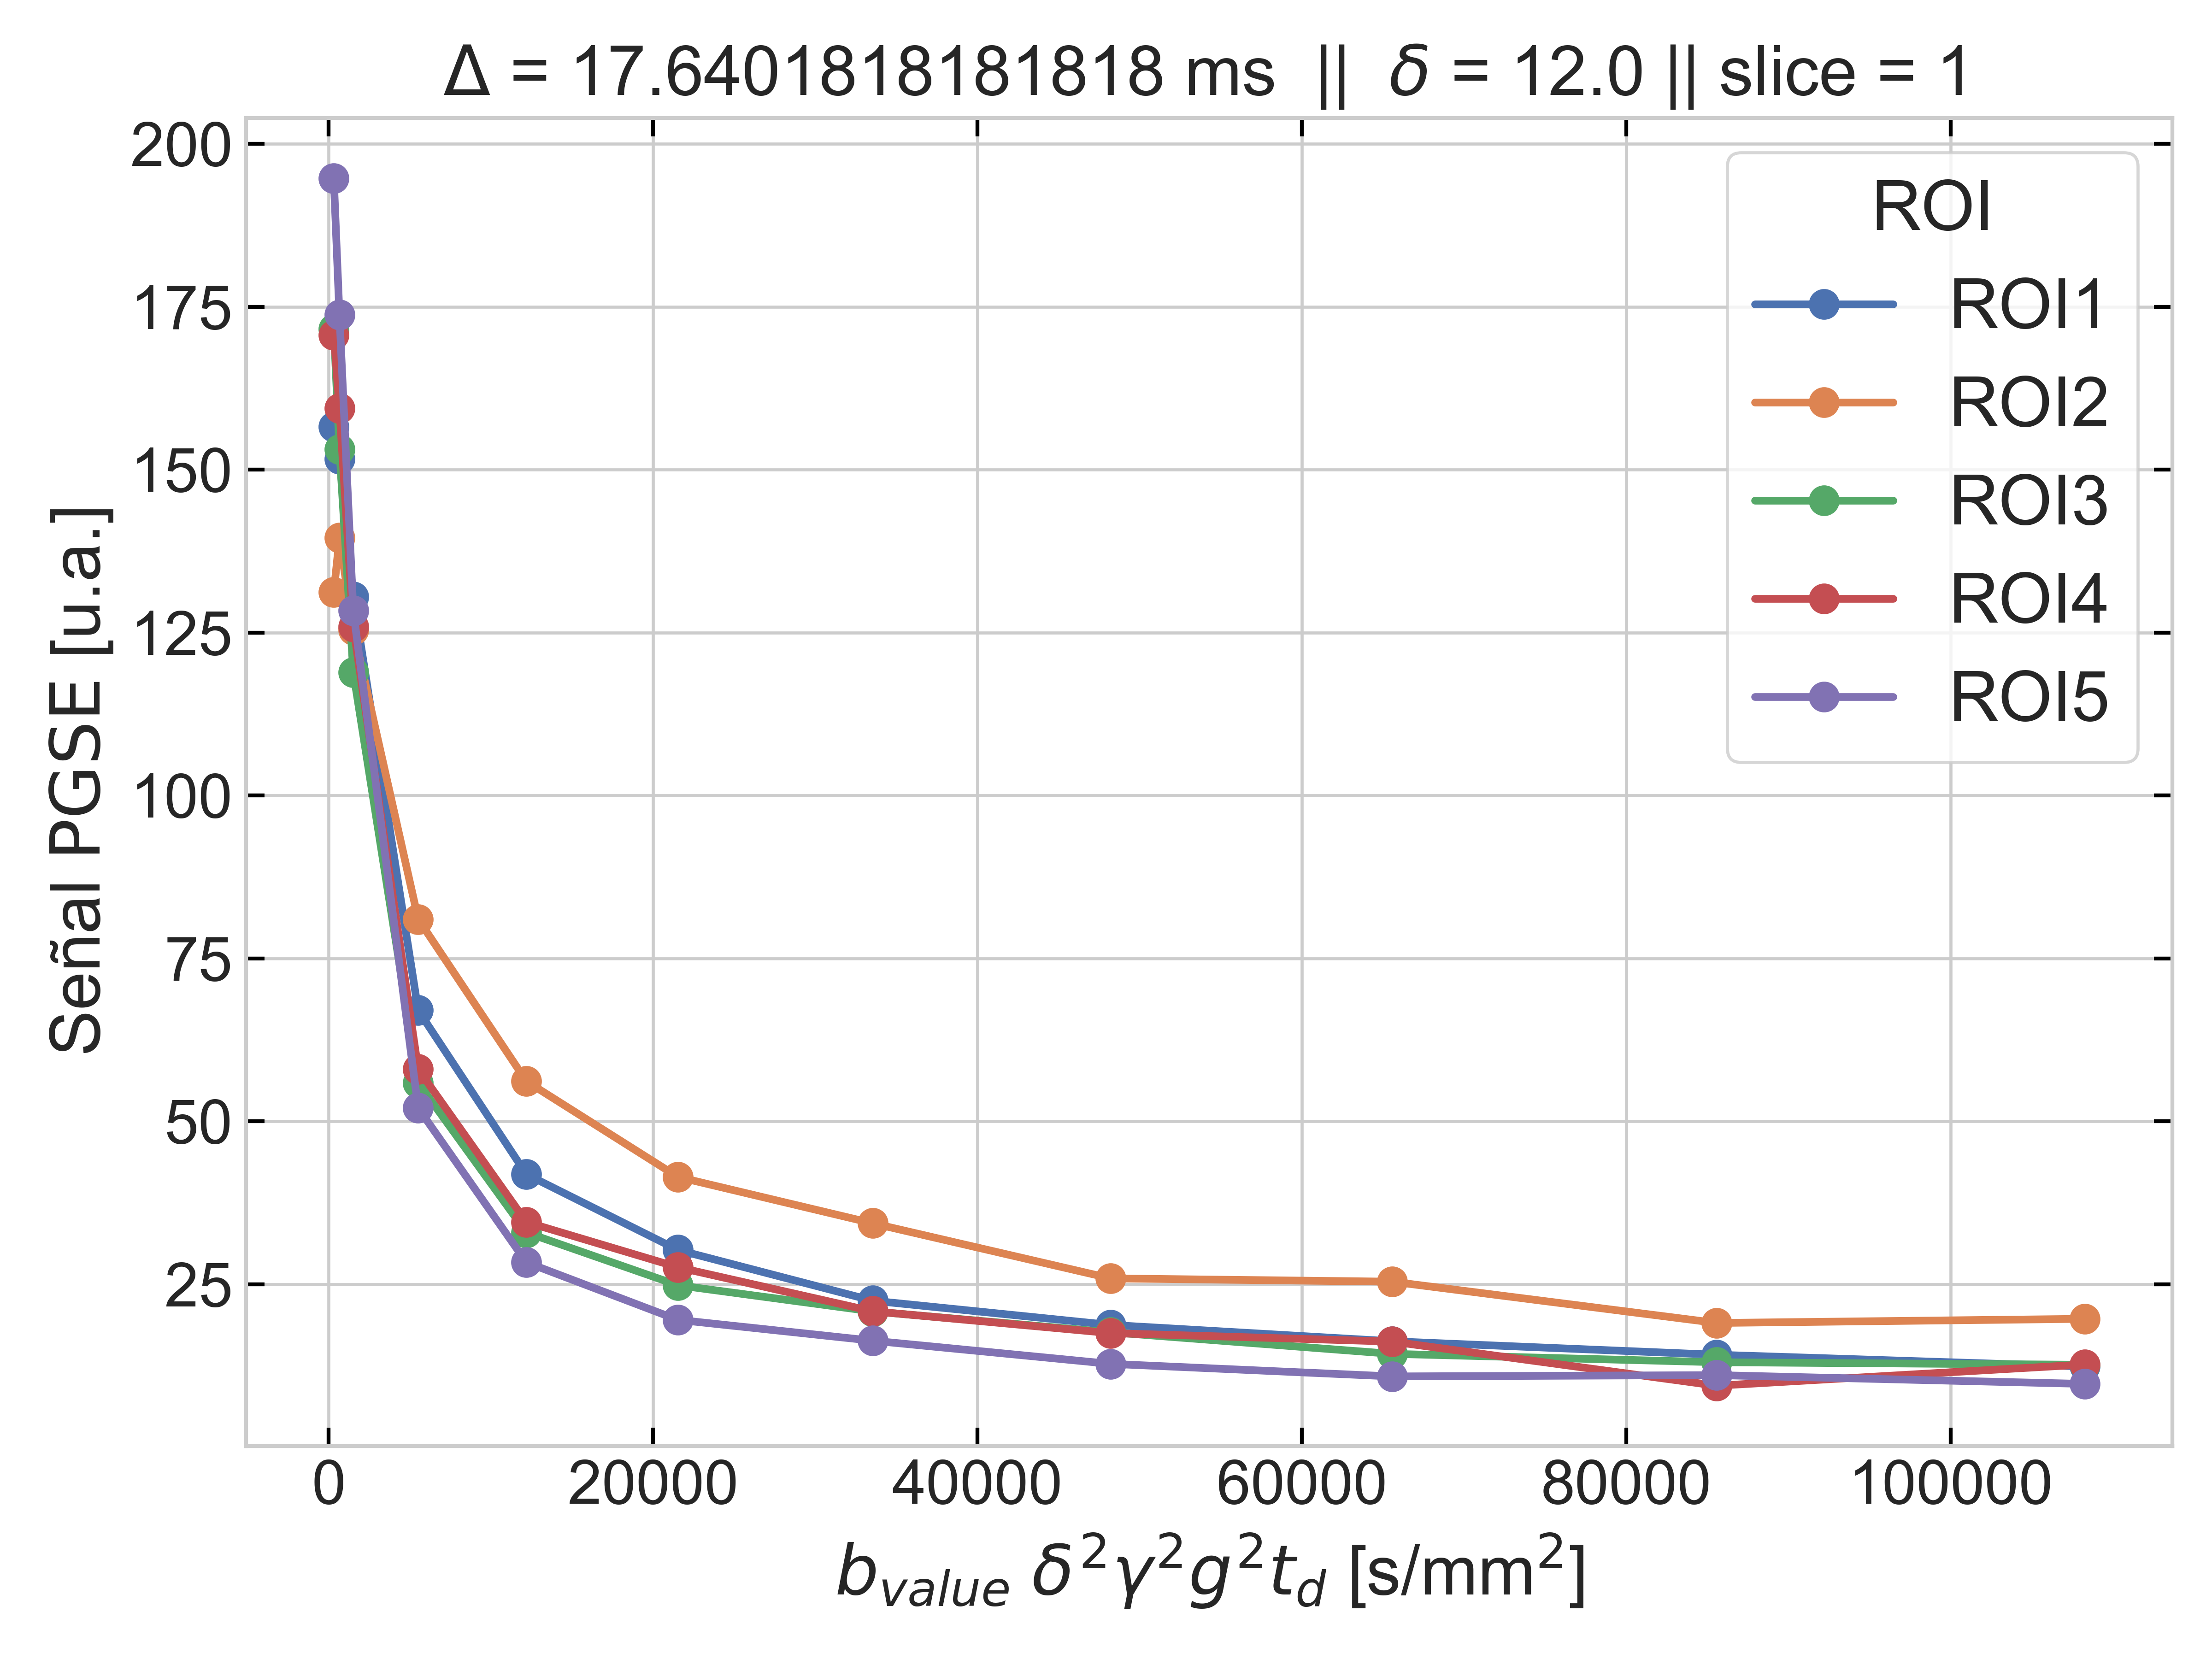 Δ = 17.64018181818181818 ms || δ = 12.0 || slice = 1
200
175
150
125
100
75
50
25
Señal PGSE [u.a.]
ROI
ROI1
ROI2
ROI3
ROI4
ROI5
0 20000 40000 60000 80000 100000
b_value δ²γ²g²t_d [s/mm²]